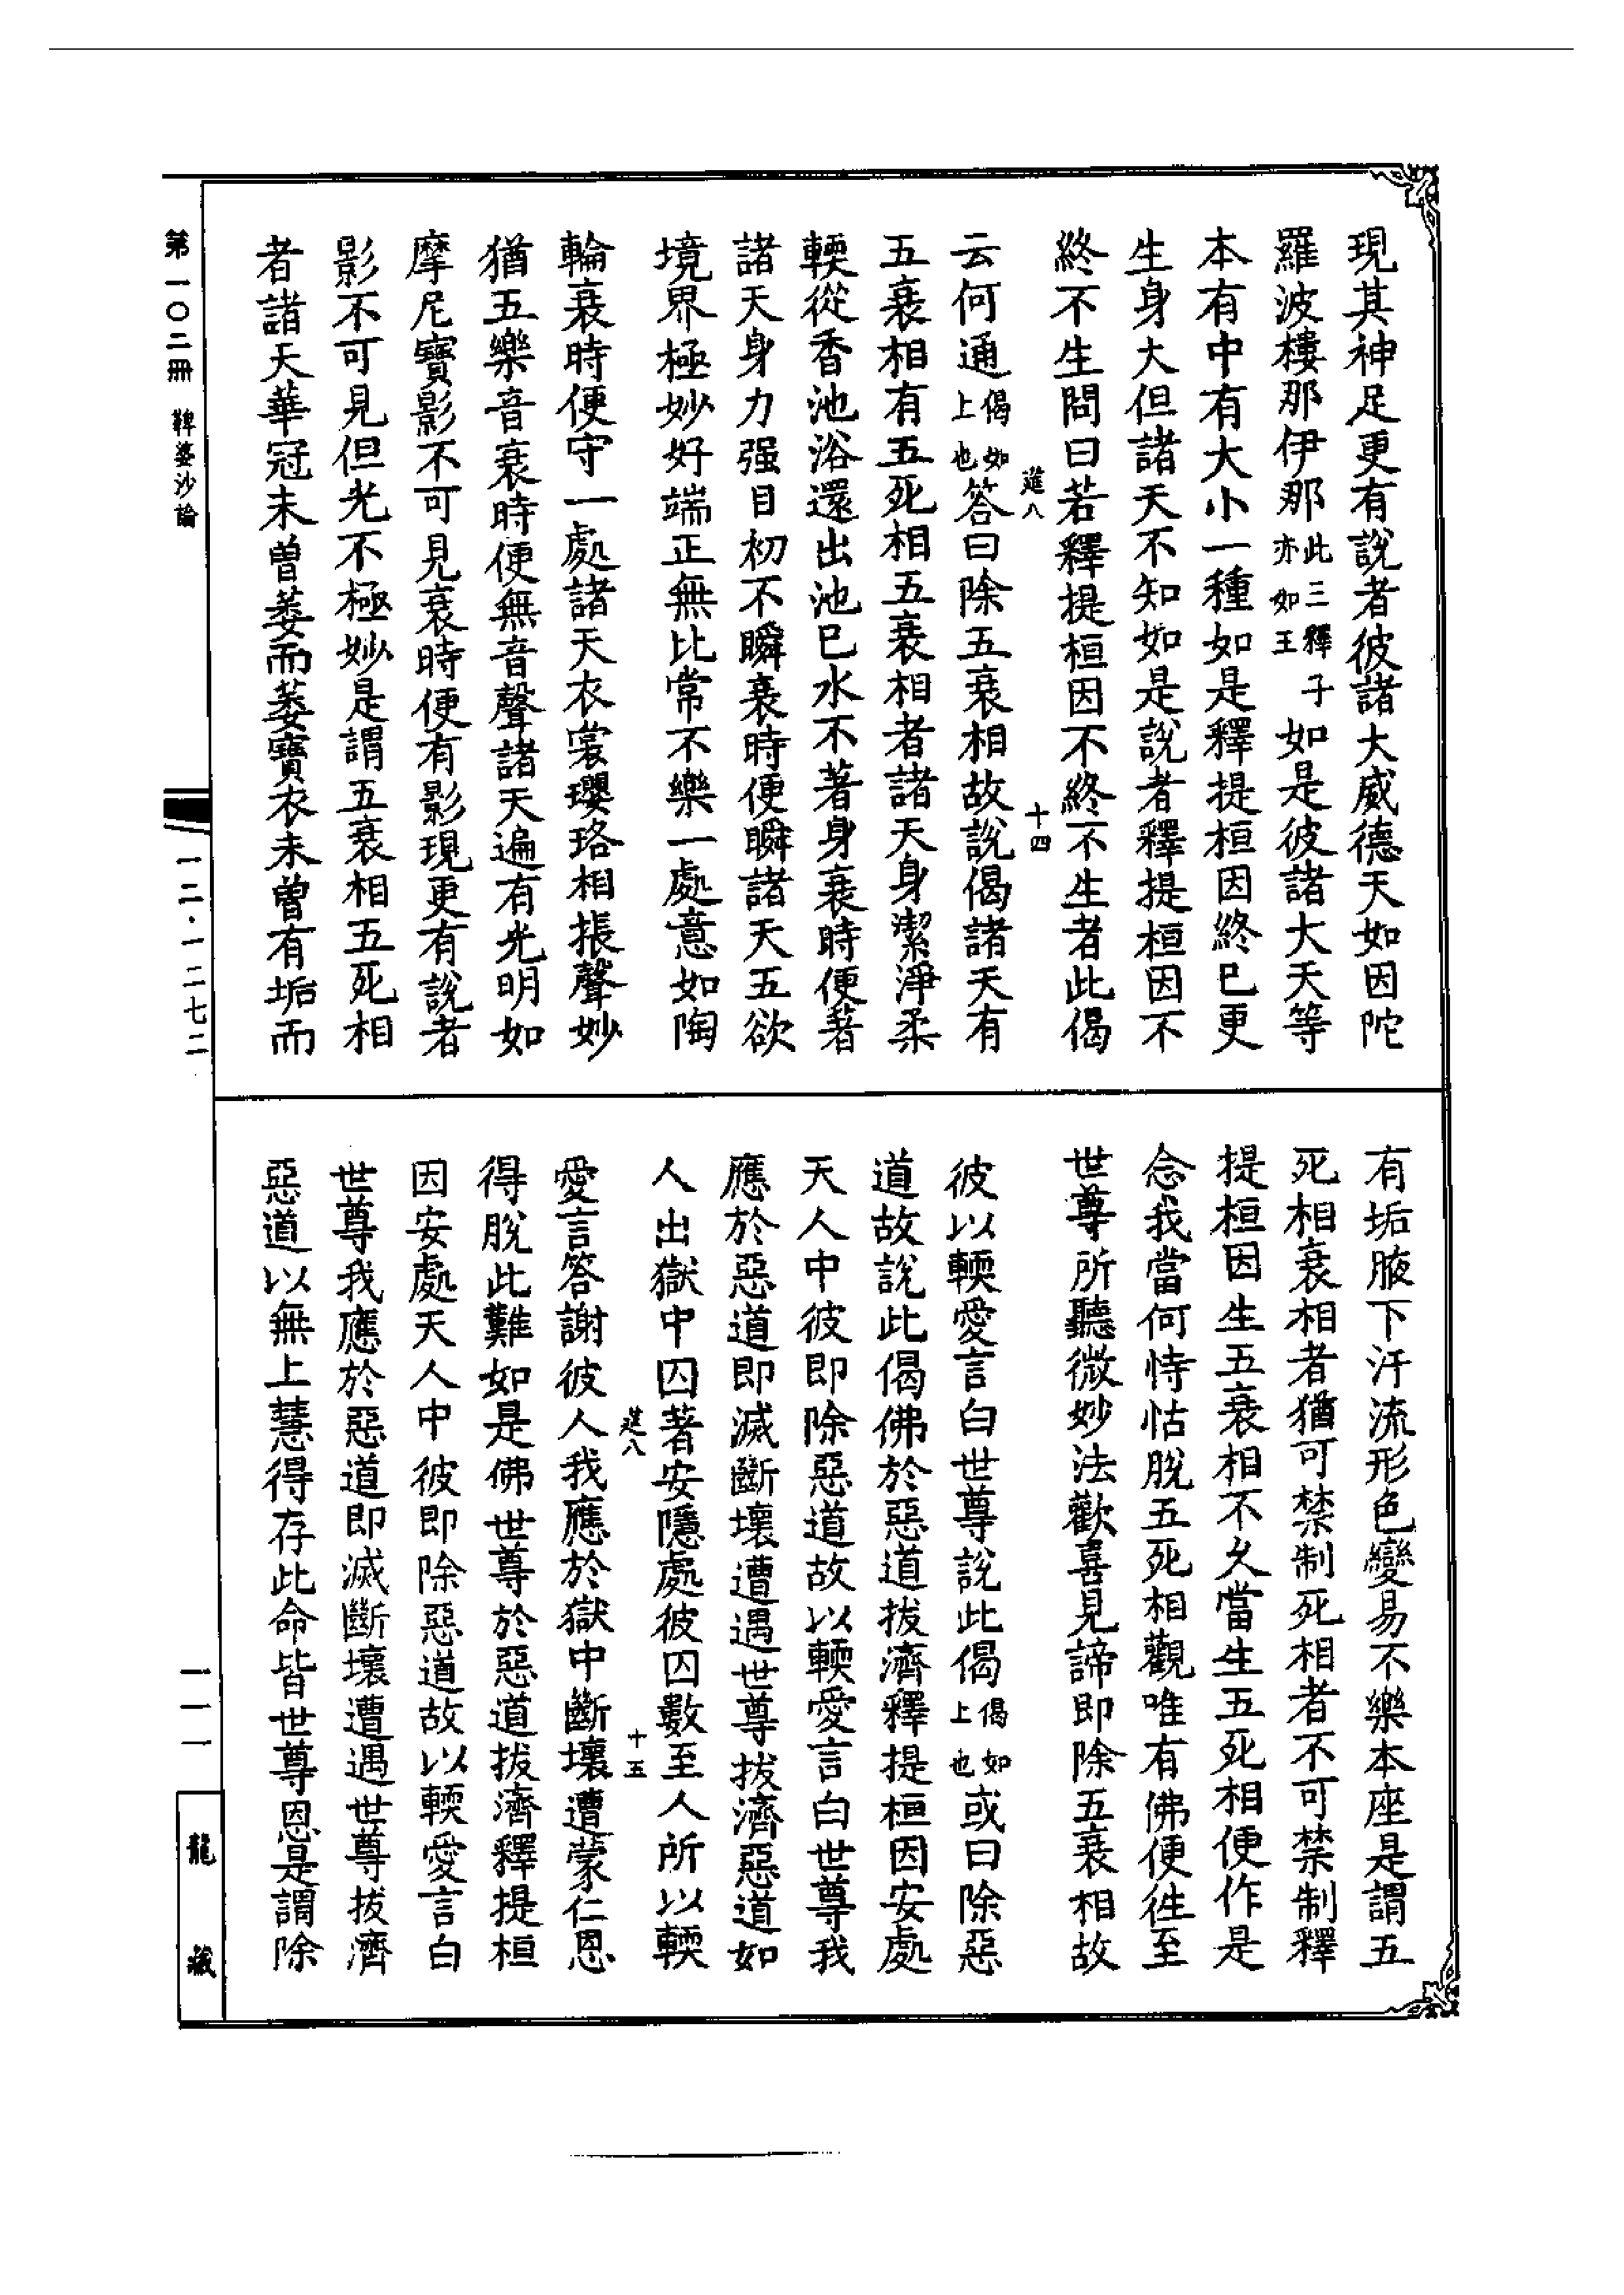 現其神足更有說者彼諸大威德天如因陀
羅波樓那伊那此三釋子亦如王如是彼諸大天等
本有中有大小一種如是釋提桓因終已更
生身大但諸天不知如是說者釋提桓因不
終不生問曰若釋提桓因不終不生者此偈
筵八 十四
云何通偈如上也答曰除五衰相故說偈諸天有
五衰相有五死相五衰相者諸天身潔淨柔
輭從香池浴還出池已水不著身衰時便著
諸天身力强目初不瞬衰時便瞬諸天五欲
境界極妙好端正無比常不樂一處意如陶
輪衰時便守一處諸天衣裳瓔珞相振聲妙
猶五樂音衰時便無音聲諸天遍有光明如
摩尼寶影不可見衰時便有影現更有說者
影不可見但光不極妙是謂五衰相五死相
者諸天華冠未曾萎而萎寶衣未曾有垢而
有垢腋下汗流形色變易不樂本座是謂五
死相衰相者猶可禁制死相者不可禁制釋
提桓因生五衰相不久當生五死相便作是
念我當何恃怙脫五死相觀唯有佛便徃至
世尊所聽微妙法歡喜見諦即除五衰相故
彼以輭愛言白世尊說此偈偈如上也或曰除惡
道故說此偈佛於惡道拔濟釋提桓因安處
天人中彼即除惡道故以輭愛言白世尊我
應於惡道即滅斷壞遭遇世尊拔濟惡道如
人出獄中囚著安隱處彼囚數至人所以輭
筵八 十五
愛言答謝彼人我應於獄中斷壞遭蒙仁恩
得脫此難如是佛世尊於惡道拔濟釋提桓
因安處天人中彼即除惡道故以輭愛言白
世尊我應於惡道即滅斷壞遭遇世尊拔濟
惡道以無上慧得存此命皆世尊恩是謂除
第一〇二冊 鞞婆沙論
一二·一二七二
一一一
龍藏